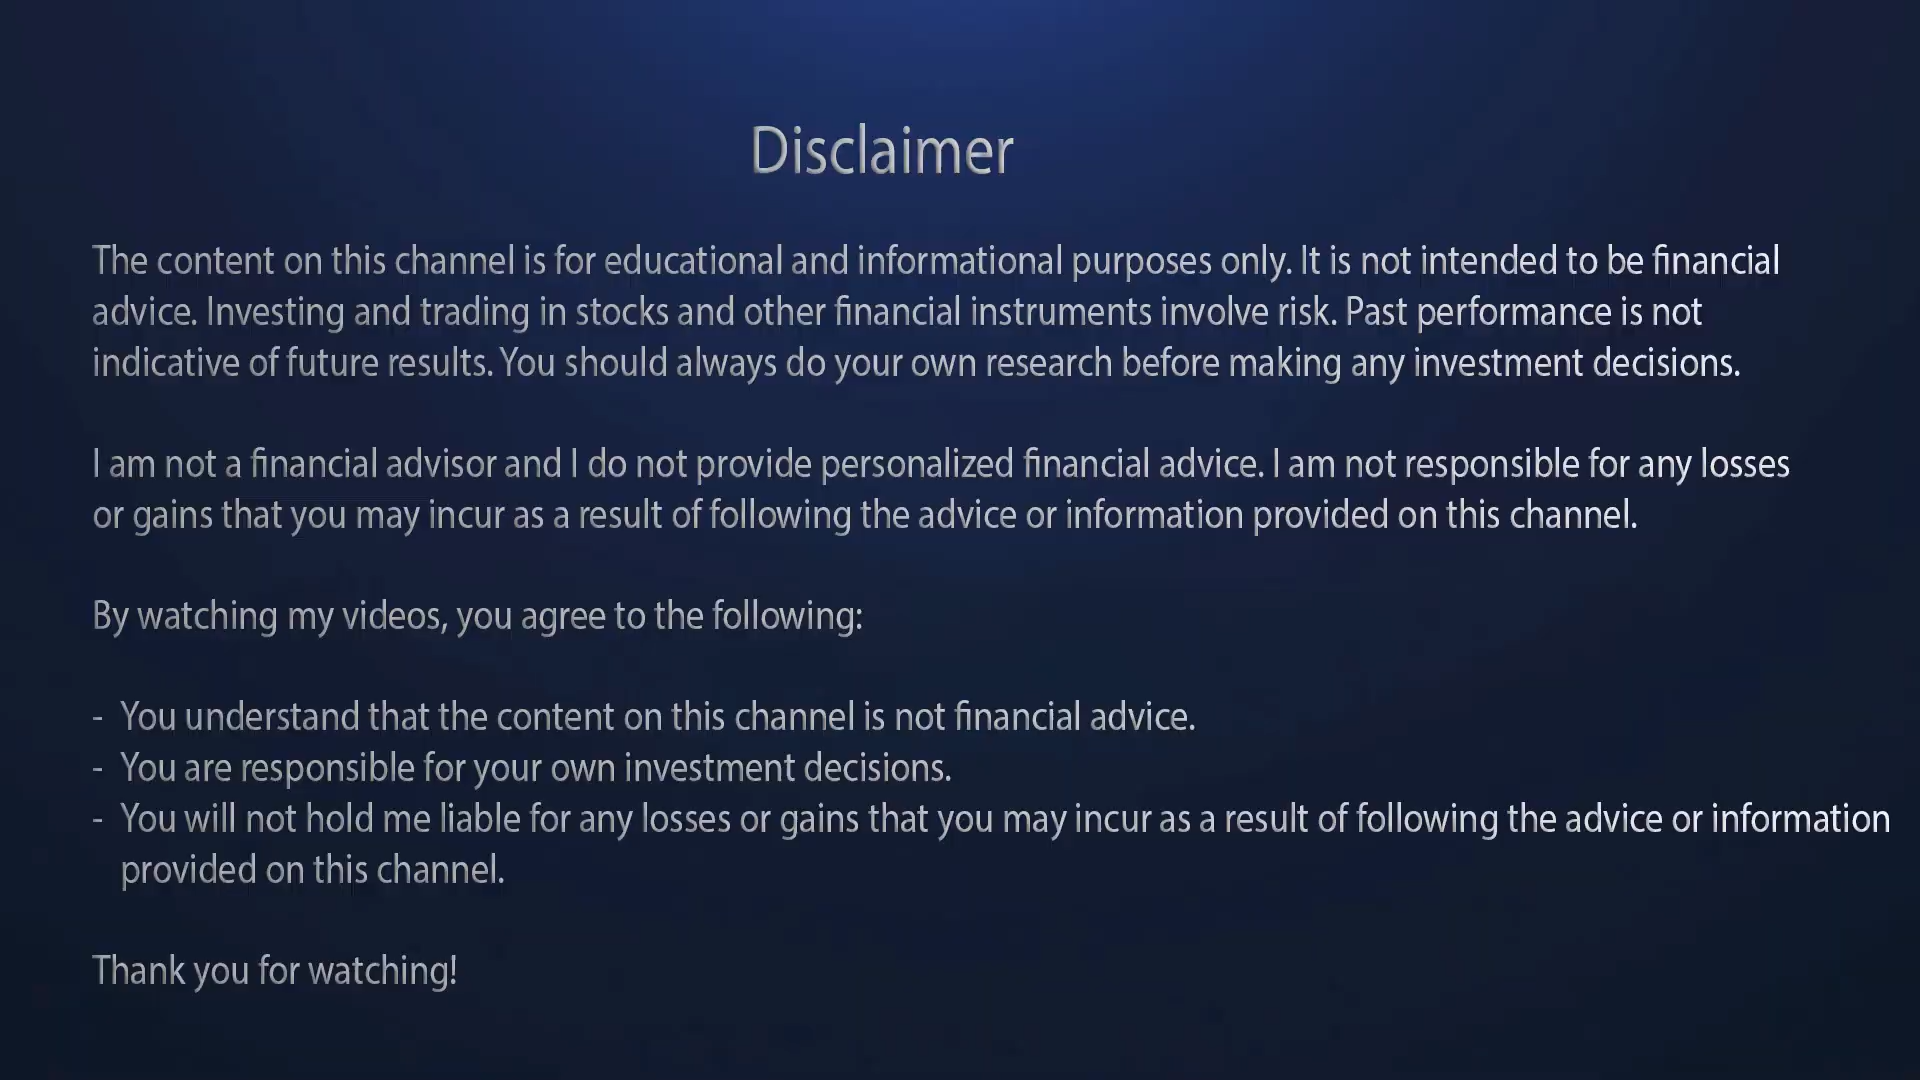 Disclaimer
The content on this channel is for educational and informational purposes only. It is not intended to be financial
advice. Investing and trading in stocks and other financial instruments involve risk. Past performance is not
indicative of future results. You should always do your own research before making any investment decisions.
I am not a financial advisor and I do not provide personalized financial advice. I am not responsible for any losses
or gains that you may incur as a result of following the advice or information provided on this channel.
By watching my videos, you agree to the following:
- You understand that the content on this channel is not financial advice.
- You are responsible for your own investment decisions.
- You will not hold me liable for any losses or gains that you may incur as a result of following the advice or information
provided on this channel.
Thank you for watching!